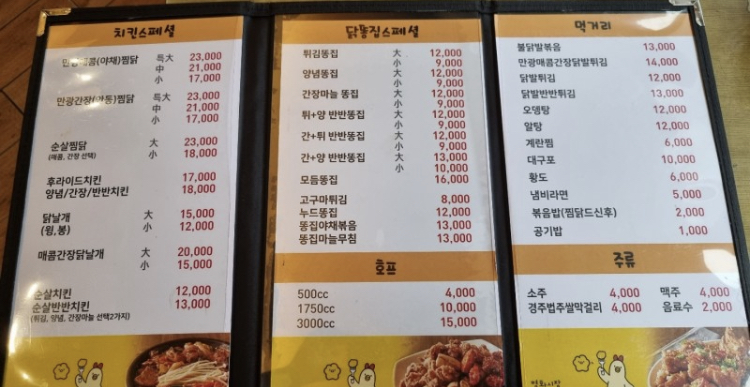 치킨스페셜
만광매콤(야채)찜닭 특大 23,000
中 21,000
小 17,000
만광간장(안동)찜닭 특大 23,000
中 21,000
小 17,000
순살찜닭 大 23,000
(매콤, 간장 선택) 小 18,000
후라이드치킨 17,000
양념/간장/반반치킨 18,000
닭날개 大 15,000
(윙,봉) 小 12,000
매콤간장닭날개 大 20,000
小 15,000
순살치킨 12,000
순살반반치킨 13,000
(튀김, 양념, 간장마늘 선택2가지)
닭똥집스페셜
튀김똥집 大 12,000
小 9,000
양념똥집 大 12,000
小 9,000
간장마늘 똥집 大 12,000
小 9,000
튀+양 반반똥집 大 12,000
小 9,000
간+튀 반반똥집 大 12,000
小 9,000
간+양 반반똥집 大 13,000
小 10,000
모듬똥집 16,000
고구마튀김 8,000
누드똥집 12,000
똥집야채볶음 13,000
똥집마늘무침 13,000
호프
500cc 4,000
1750cc 10,000
3000cc 15,000
먹거리
불닭발볶음 13,000
만광매콤간장닭발튀김 14,000
닭발튀김 12,000
닭발반반튀김 13,000
오뎅탕 12,000
알탕 12,000
계란찜 6,000
대구포 10,000
황도 6,000
냄비라면 5,000
볶음밥(찜닭드신후) 2,000
공기밥 1,000
주류
소주 4,000 맥주 4,000
경주법주쌀막걸리 4,000 음료수 2,000